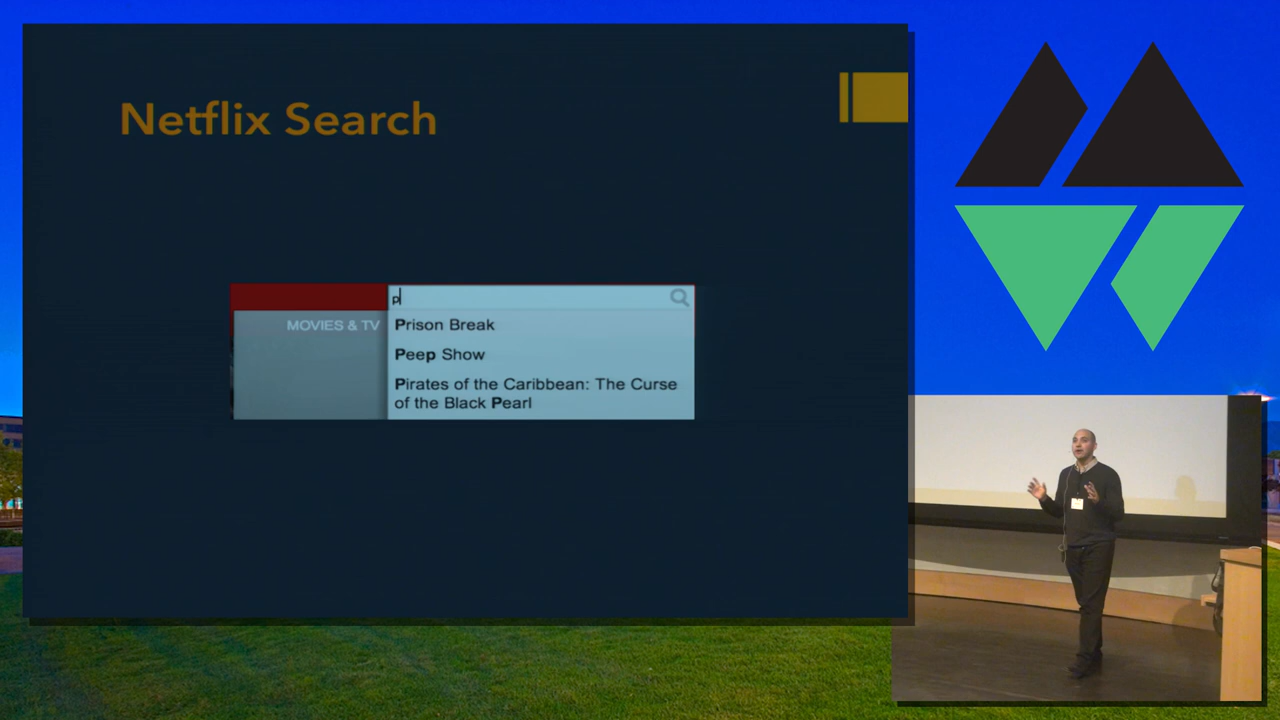 Netflix Search
p
MOVIES & TV
Prison Break
Peep Show
Pirates of the Caribbean: The Curse
of the Black Pearl